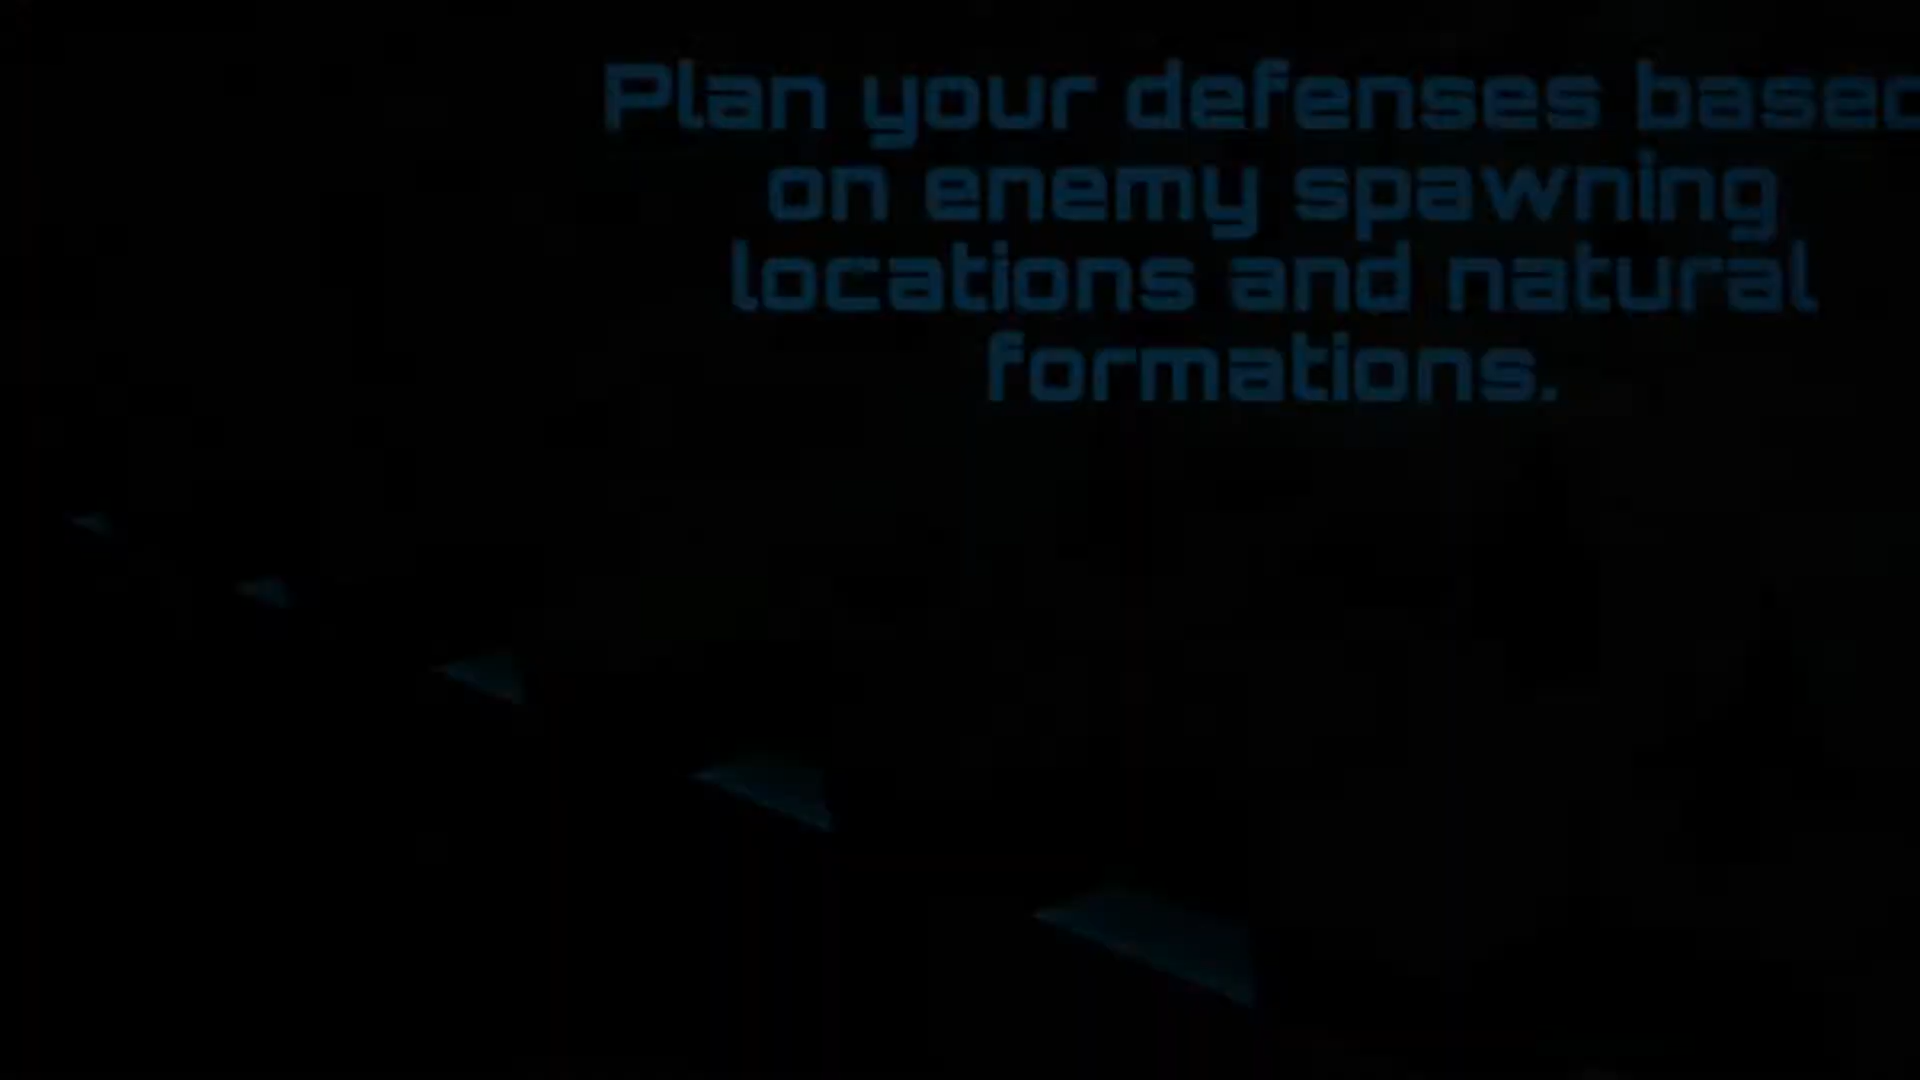 Plan your defenses based
on enemy spawning
locations and natural
formations.